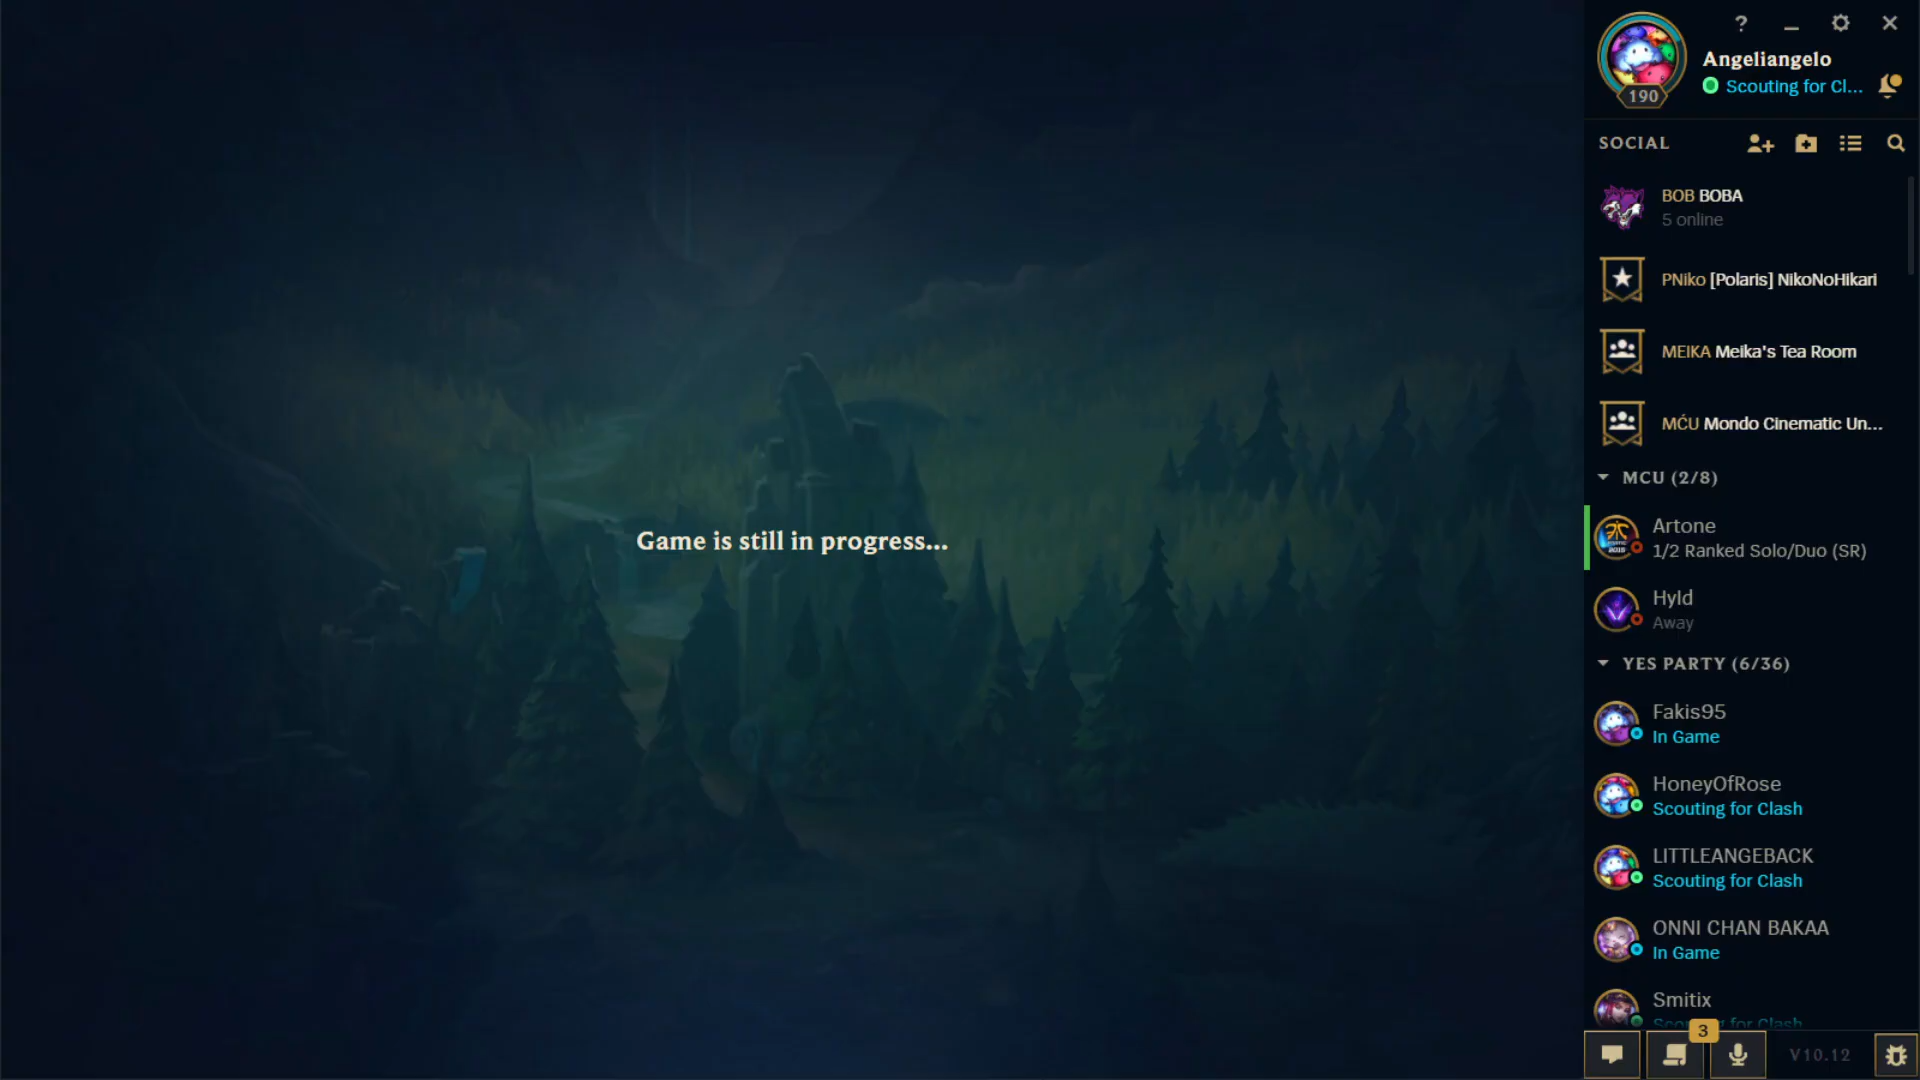 ?
Angeliangelo
Scouting for Cl...
190
SOCIAL
BOB BOBA
5 online
PNiko [Polaris] NikoNoHikari
MEIKA Meika's Tea Room
MĆU Mondo Cinematic Un...
MCU (2/8)
Artone
1/2 Ranked Solo/Duo (SR)
Hyld
Away
YES PARTY (6/36)
Fakis95
In Game
HoneyOfRose
Scouting for Clash
LITTLEANGEBACK
Scouting for Clash
ONNI CHAN BAKAA
In Game
Smitix
Scouting for Clash
3
V10.12
Game is still in progress...